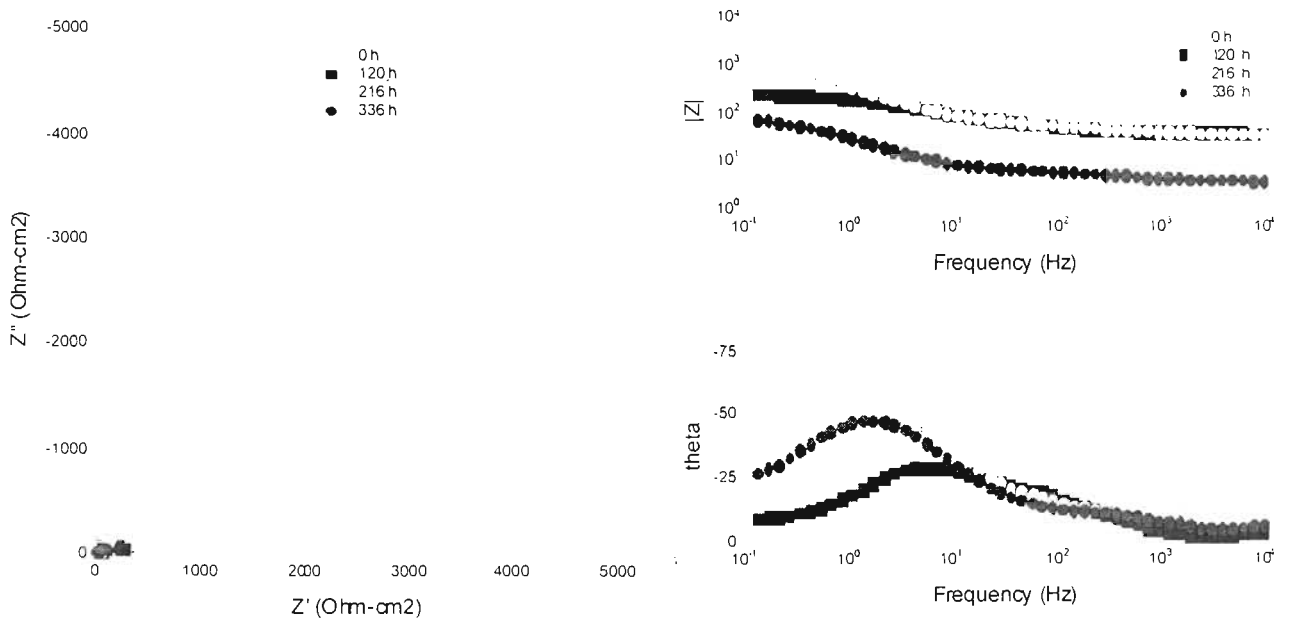 -5000
0 h
120 h
216 h
336 h
-4000
-3000
-2000
-1000
0
0 1000 2000 3000 4000 5000
Z" (Ohm-cm2)
Z' (Ohm-cm2)
10⁴
10³
10²
10¹
10⁰
|Z|
0 h
120 h
216 h
336 h
10⁻¹ 10⁰ 10¹ 10² 10³ 10⁴
Frequency (Hz)
-75
-50
-25
0
theta
10⁻¹ 10⁰ 10¹ 10² 10³ 10⁴
Frequency (Hz)